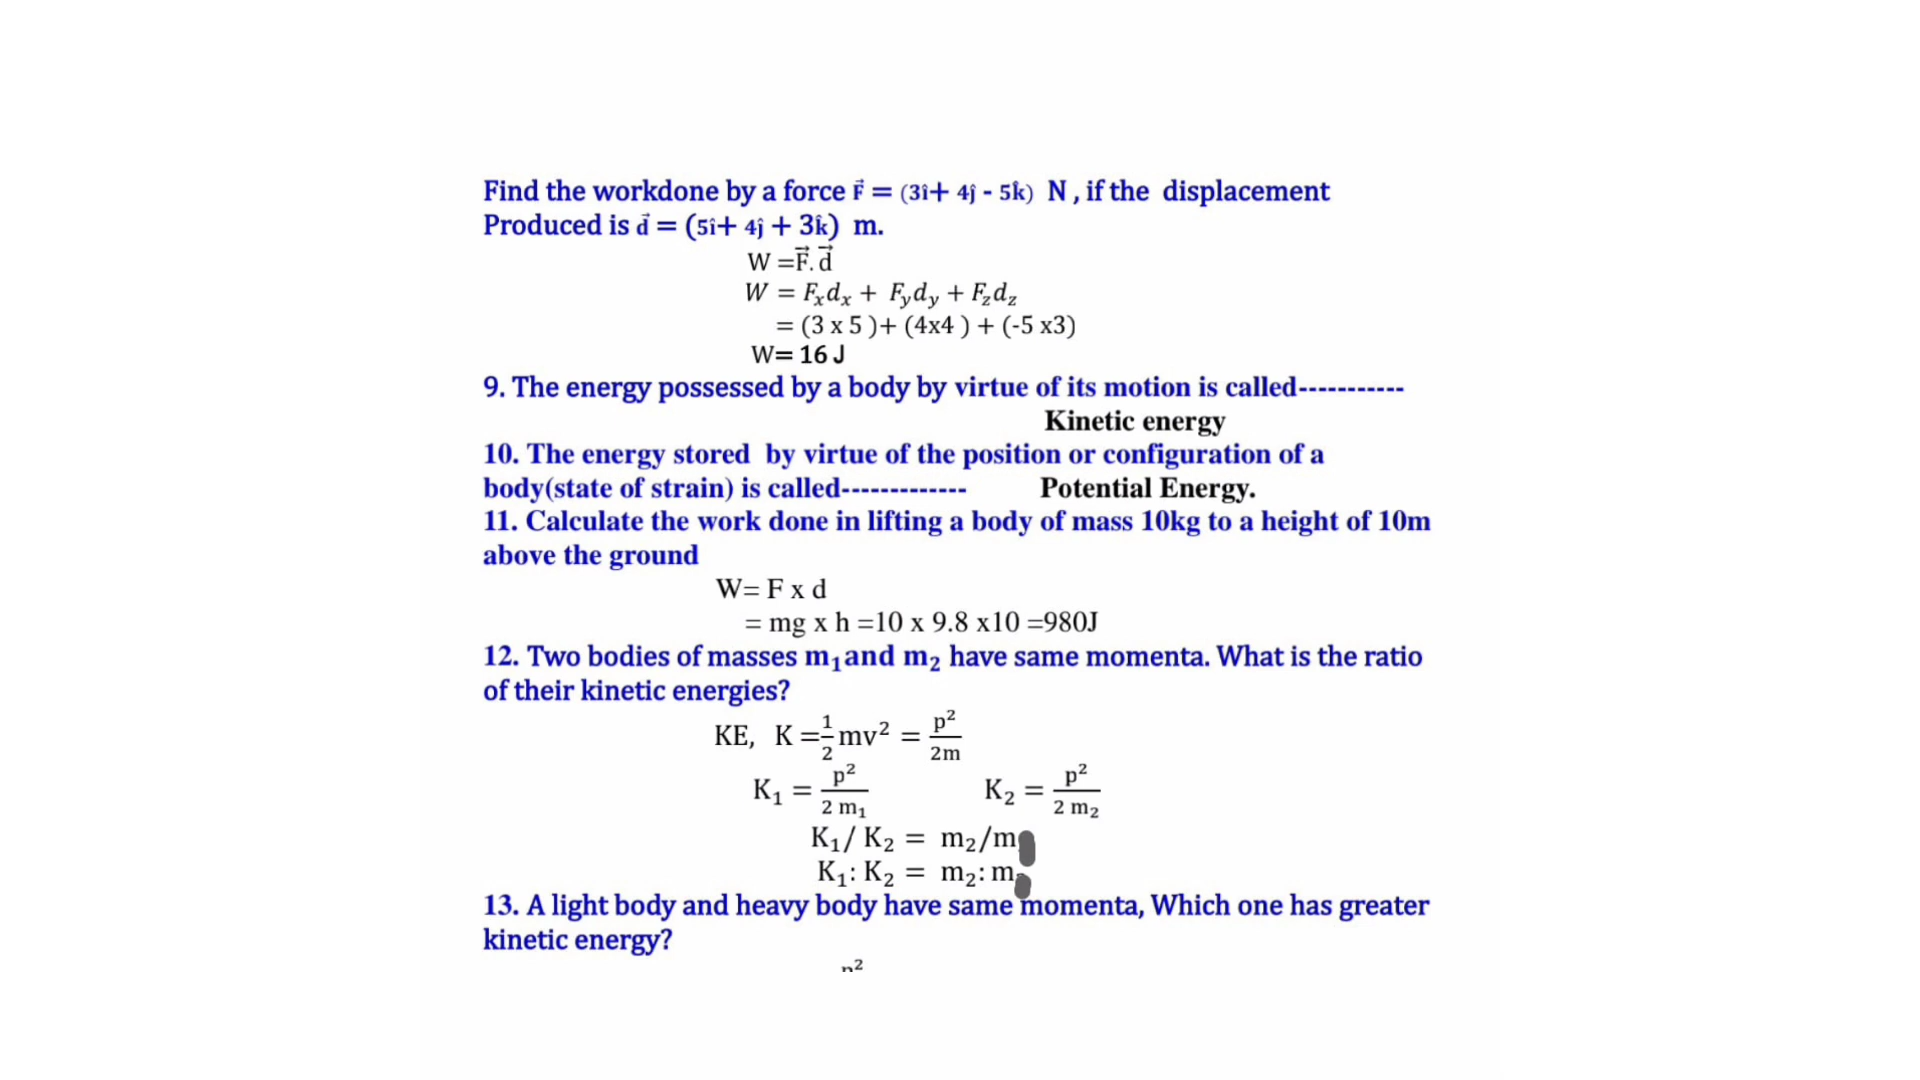 Find the workdone by a force F⃗ = (3î+ 4ĵ - 5k̂) N , if the displacement
Produced is d⃗ = (5î+ 4ĵ + 3k̂) m.
W =F⃗. d⃗
W = Fₓdₓ + F_yd_y + F_zd_z
= (3 x 5 )+ (4x4 ) + (-5 x3)
W= 16 J
9. The energy possessed by a body by virtue of its motion is called-----------
Kinetic energy
10. The energy stored by virtue of the position or configuration of a
body(state of strain) is called------------- Potential Energy.
11. Calculate the work done in lifting a body of mass 10kg to a height of 10m
above the ground
W= F x d
= mg x h =10 x 9.8 x10 =980J
12. Two bodies of masses m₁and m₂ have same momenta. What is the ratio
of their kinetic energies?
KE, K =1/2 mv² = p²/2m
K₁ = p²/2 m₁ K₂ = p²/2 m₂
K₁/ K₂ = m₂/m
K₁: K₂ = m₂: m
13. A light body and heavy body have same momenta, Which one has greater
kinetic energy?